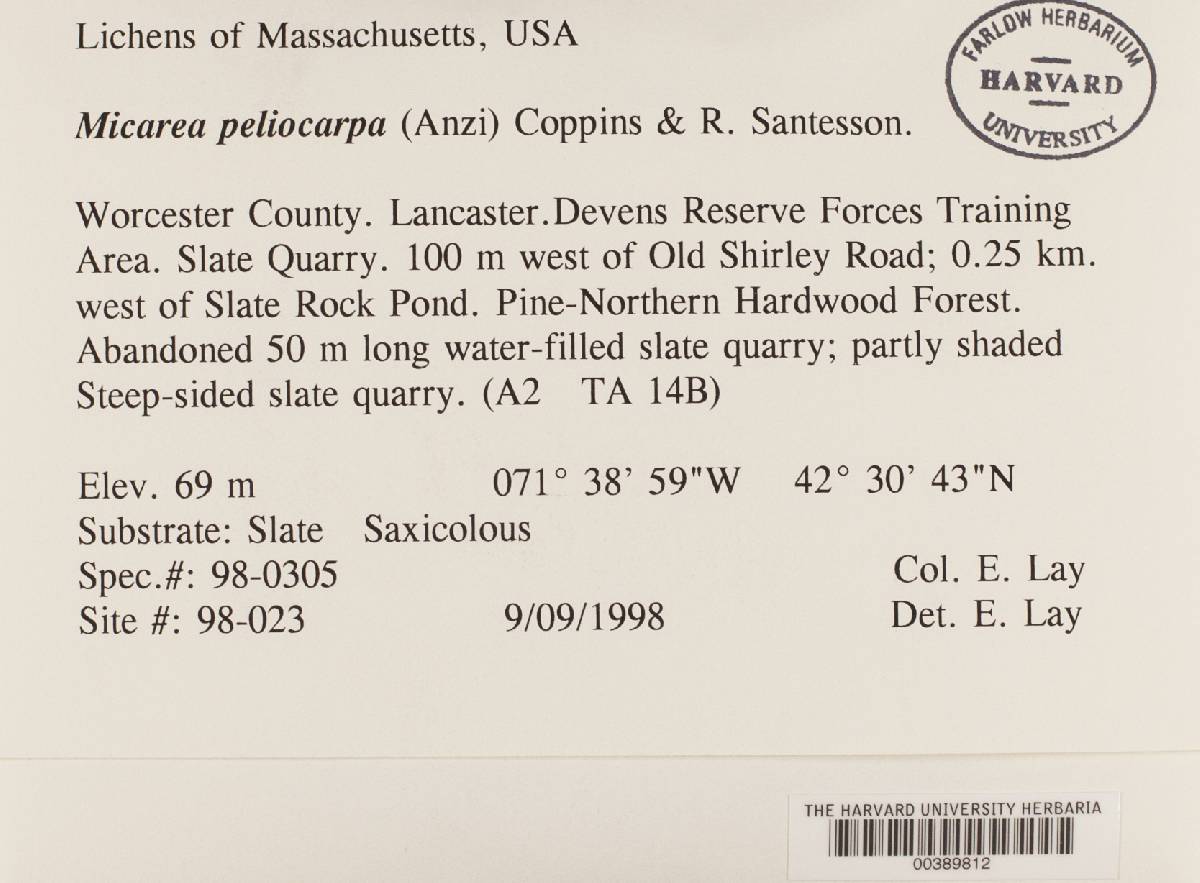 Lichens of Massachusetts, USA
FARLOW HERBARIUM
HARVARD
UNIVERSITY
Micarea peliocarpa (Anzi) Coppins & R. Santesson.
Worcester County. Lancaster.Devens Reserve Forces Training
Area. Slate Quarry. 100 m west of Old Shirley Road; 0.25 km.
west of Slate Rock Pond. Pine-Northern Hardwood Forest.
Abandoned 50 m long water-filled slate quarry; partly shaded
Steep-sided slate quarry. (A2 TA 14B)
Elev. 69 m 071° 38’ 59"W 42° 30’ 43"N
Substrate: Slate Saxicolous
Spec.#: 98-0305 Col. E. Lay
Site #: 98-023 9/09/1998 Det. E. Lay
THE HARVARD UNIVERSITY HERBARIA
00389812